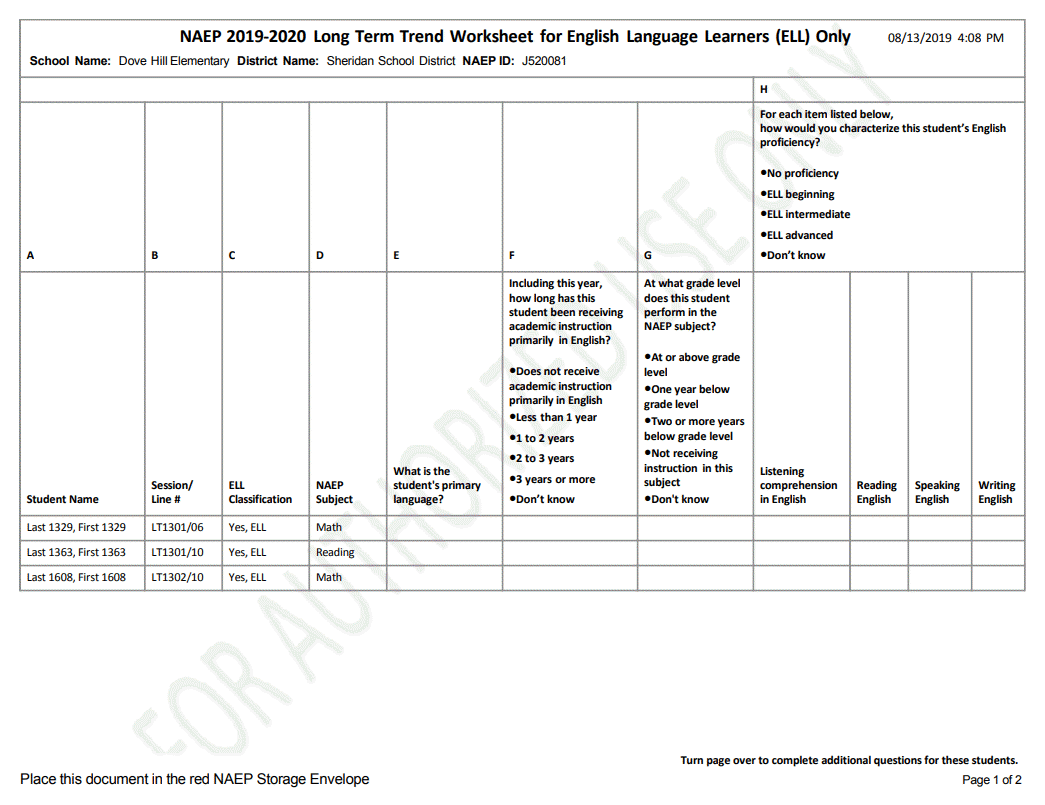 NAEP 2019-2020 Long Term Trend Worksheet for English Language Learners (ELL) Only 08/13/2019 4:08 PM
School Name: Dove Hill Elementary District Name: Sheridan School District NAEP ID: J520081
H
For each item listed below,
how would you characterize this student's English
proficiency?
●No proficiency
●ELL beginning
●ELL intermediate
●ELL advanced
●Don't know
A B C D E F G
Including this year,
how long has this
student been receiving
academic instruction
primarily in English?
●Does not receive
academic instruction
primarily in English
●Less than 1 year
●1 to 2 years
●2 to 3 years
●3 years or more
●Don't know
At what grade level
does this student
perform in the
NAEP subject?
●At or above grade
level
●One year below
grade level
●Two or more years
below grade level
●Not receiving
instruction in this
subject
●Don't know
Student Name
Session/
Line #
ELL
Classification
NAEP
Subject
What is the
student's primary
language?
Listening
comprehension
in English
Reading
English
Speaking
English
Writing
English
Last 1329, First 1329 LT1301/06 Yes, ELL Math
Last 1363, First 1363 LT1301/10 Yes, ELL Reading
Last 1608, First 1608 LT1302/10 Yes, ELL Math
FOR AUTHORIZED USE ONLY
Turn page over to complete additional questions for these students.
Place this document in the red NAEP Storage Envelope
Page 1 of 2